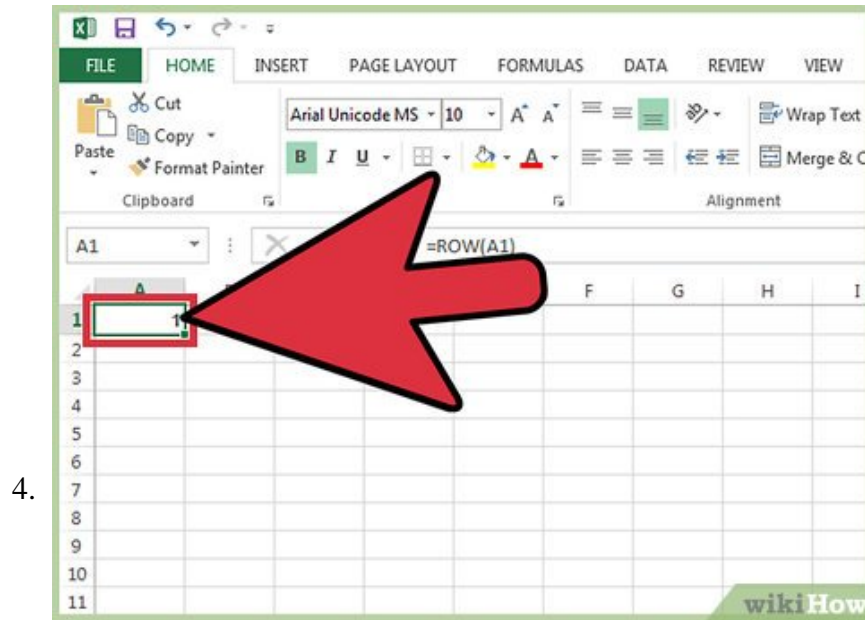 FILE HOME INSERT PAGE LAYOUT FORMULAS DATA REVIEW VIEW
Cut
Copy
Format Painter
Paste
Arial Unicode MS 10 A A
B I U A
Wrap Text
Merge & C
Clipboard
Alignment
A1 =ROW(A1)
A F G H I
1 1
2
3
4
5
6
4. 7
8
9
10
11
wikiHow